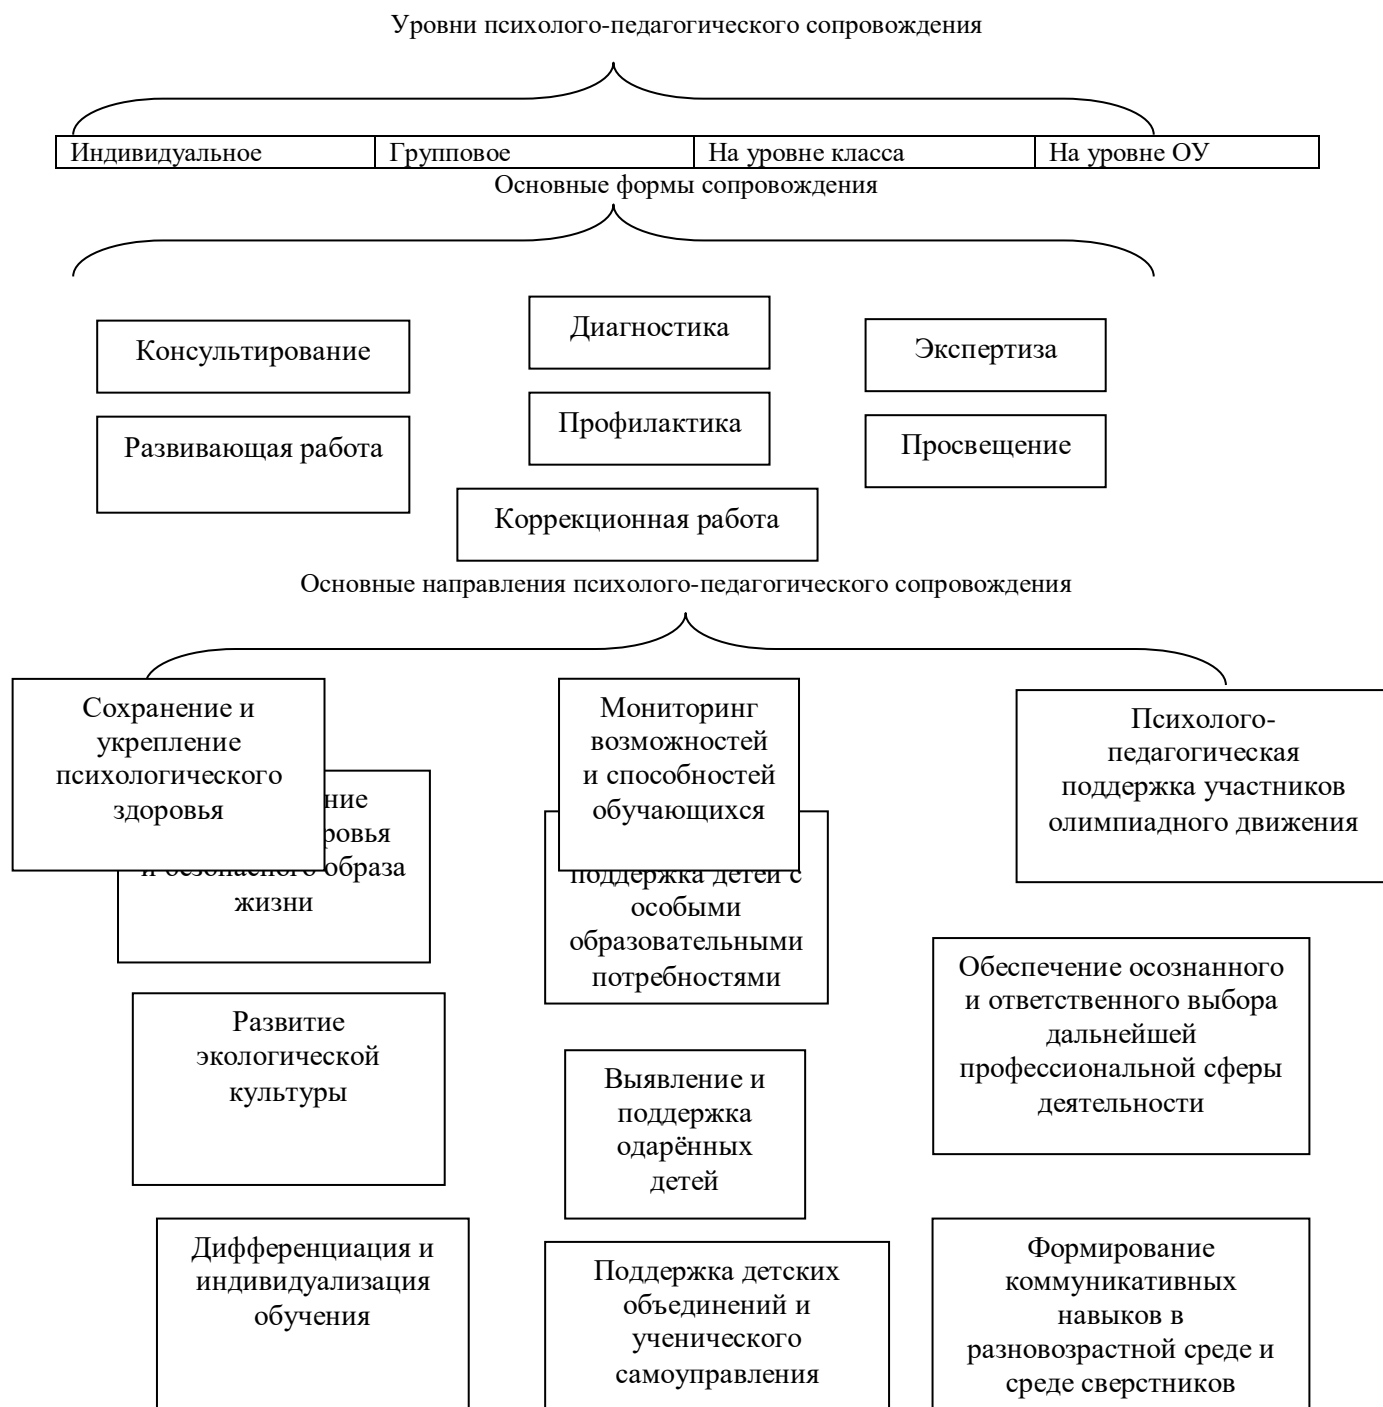 Уровни психолого-педагогического сопровождения
Индивидуальное
Групповое
На уровне класса
На уровне ОУ
Основные формы сопровождения
Консультирование
Диагностика
Экспертиза
Развивающая работа
Профилактика
Просвещение
Коррекционная работа
Основные направления психолого-педагогического сопровождения
Сохранение и
укрепление
психологического
здоровья
Мониторинг
возможностей
и способностей
обучающихся
Психолого-
педагогическая
поддержка участников
олимпиадного движения
образа
жизни
поддержка детей с
особыми
образовательными
потребностями
Обеспечение осознанного
и ответственного выбора
дальнейшей
профессиональной сферы
деятельности
Развитие
экологической
культуры
Выявление и
поддержка
одарённых
детей
Дифференциация и
индивидуализация
обучения
Поддержка детских
объединений и
ученического
самоуправления
Формирование
коммуникативных
навыков в
разновозрастной среде и
среде сверстников